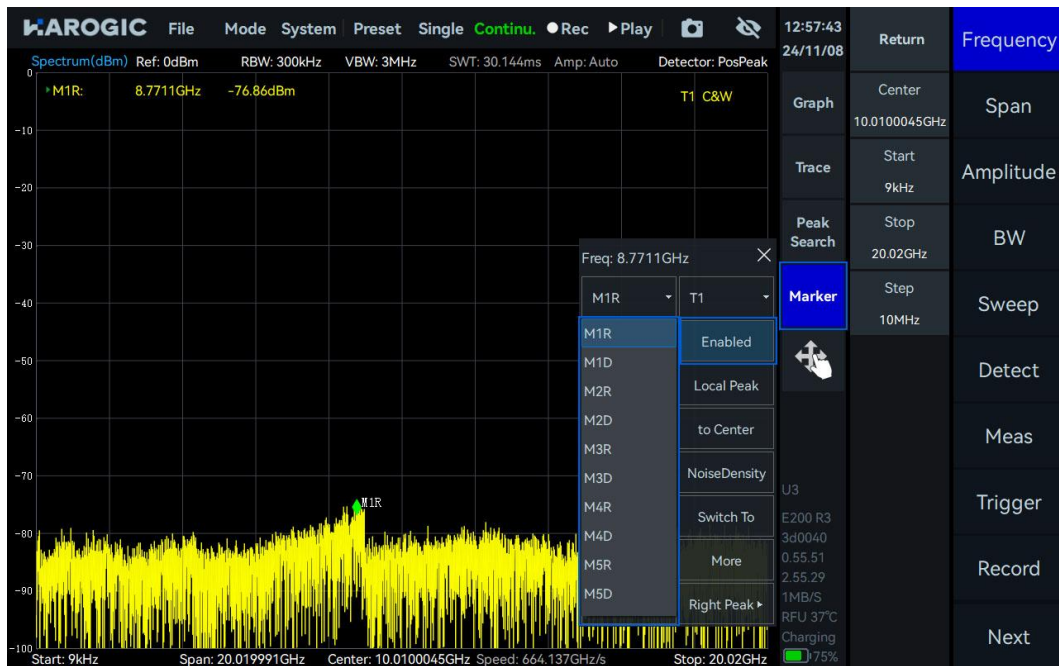 HAROGIC File Mode System Preset Single Continu. Rec Play
12:57:43
24/11/08
Spectrum(dBm) Ref: 0dBm RBW: 300kHz VBW: 3MHz SWT: 30.144ms Amp: Auto Detector: PosPeak
M1R: 8.7711GHz -76.86dBm T1 C&W
0
-10
-20
-30
-40
-50
-60
-70
-80
-90
-100
M1R
Start: 9kHz Span: 20.019991GHz Center: 10.0100045GHz Speed: 664.137GHz/s Stop: 20.02GHz
Freq: 8.7711GHz
M1R T1
M1R
M1D
M2R
M2D
M3R
M3D
M4R
M4D
M5R
M5D
Enabled
Local Peak
to Center
NoiseDensity
Switch To
More
Right Peak
Graph
Trace
Peak
Search
Marker
U3
E200 R3
3d0040
0.55.51
2.55.29
1MB/S
RFU 37℃
Charging
75%
Return
Center
10.0100045GHz
Start
9kHz
Stop
20.02GHz
Step
10MHz
Frequency
Span
Amplitude
BW
Sweep
Detect
Meas
Trigger
Record
Next